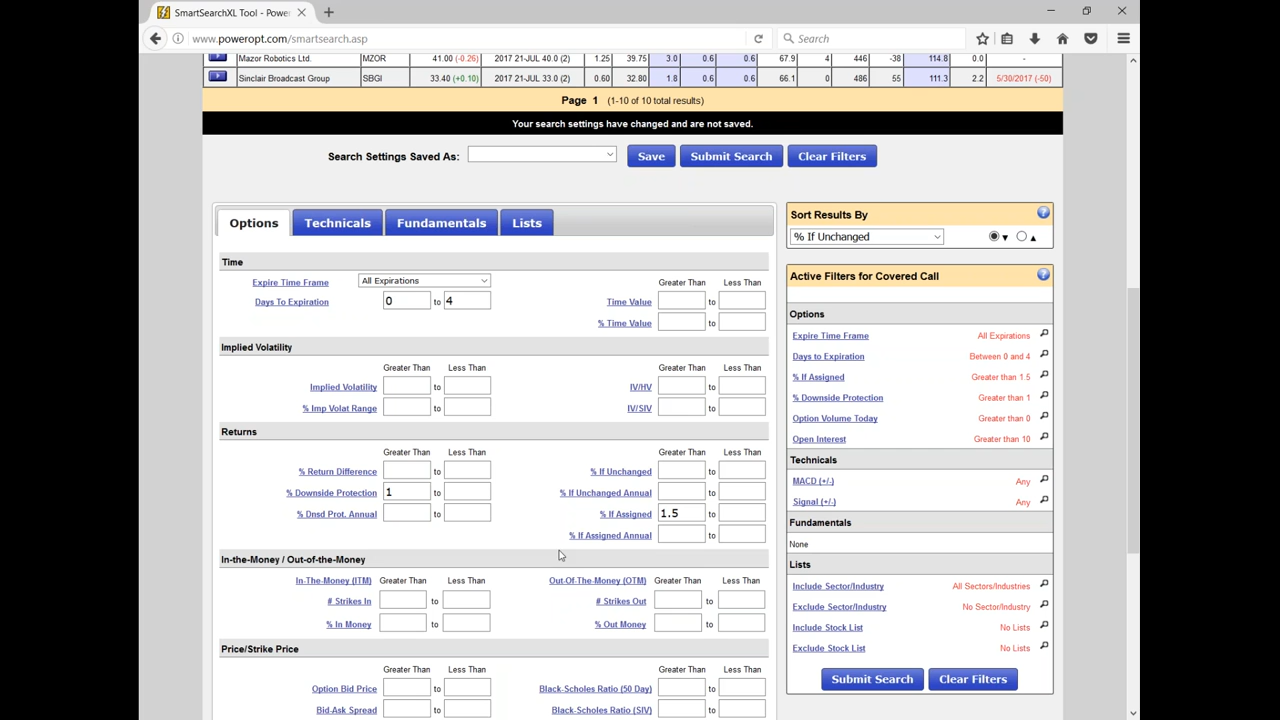 SmartSearchXL Tool - Powe
www.poweropt.com/smartsearch.asp
Search
Mazor Robotics Ltd. MZOR 41.00 (-0.26) 2017 21-JUL 40.0 (2) 1.25 39.75 3.0 0.6 0.6 67.9 4 446 -38 114.8 0.0 -
Sinclair Broadcast Group SBGI 33.40 (+0.10) 2017 21-JUL 33.0 (2) 0.60 32.80 1.8 0.6 0.6 66.1 0 486 55 111.3 2.2 5/30/2017 (-50)
Page 1 (1-10 of 10 total results)
Your search settings have changed and are not saved.
Search Settings Saved As: Save Submit Search Clear Filters
Options Technicals Fundamentals Lists
Time
Expire Time Frame All Expirations Greater Than Less Than
Days To Expiration 0 to 4 Time Value to
% Time Value to
Implied Volatility
Greater Than Less Than Greater Than Less Than
Implied Volatility to IV/HV to
% Imp Volat Range to IV/SIV to
Returns
Greater Than Less Than Greater Than Less Than
% Return Difference to % If Unchanged to
% Downside Protection 1 to % If Unchanged Annual to
% Dnsd Prot. Annual to % If Assigned 1.5 to
% If Assigned Annual to
In-the-Money / Out-of-the-Money
In-The-Money (ITM) Greater Than Less Than Out-Of-The-Money (OTM) Greater Than Less Than
# Strikes In to # Strikes Out to
% In Money to % Out Money to
Price/Strike Price
Greater Than Less Than Greater Than Less Than
Option Bid Price to Black-Scholes Ratio (50 Day) to
Bid-Ask Spread to Black-Scholes Ratio (SIV) to
Sort Results By
% If Unchanged
Active Filters for Covered Call
Options
Expire Time Frame All Expirations
Days to Expiration Between 0 and 4
% If Assigned Greater than 1.5
% Downside Protection Greater than 1
Option Volume Today Greater than 0
Open Interest Greater than 10
Technicals
MACD (+/-) Any
Signal (+/-) Any
Fundamentals
None
Lists
Include Sector/Industry All Sectors/Industries
Exclude Sector/Industry No Sector/Industry
Include Stock List No Lists
Exclude Stock List No Lists
Submit Search Clear Filters